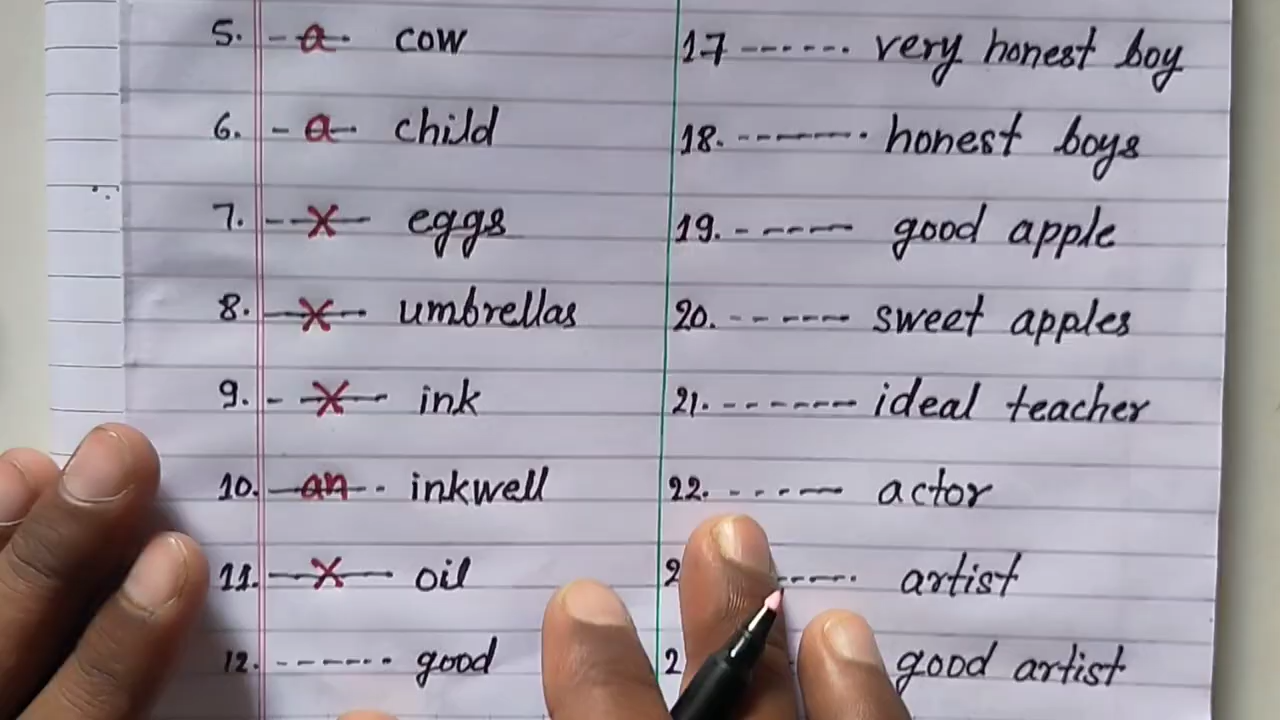 5. a cow
6. a child
7. X eggs
8. X umbrellas
9. X ink
10. an inkwell
11. X oil
12. ------- good
17 ------. very honest boy
18. -------. honest boys
19. ------ good apple
20. ------ sweet apples
21. ------- ideal teacher
22. ----- actor
2 ----. artist
2 good artist